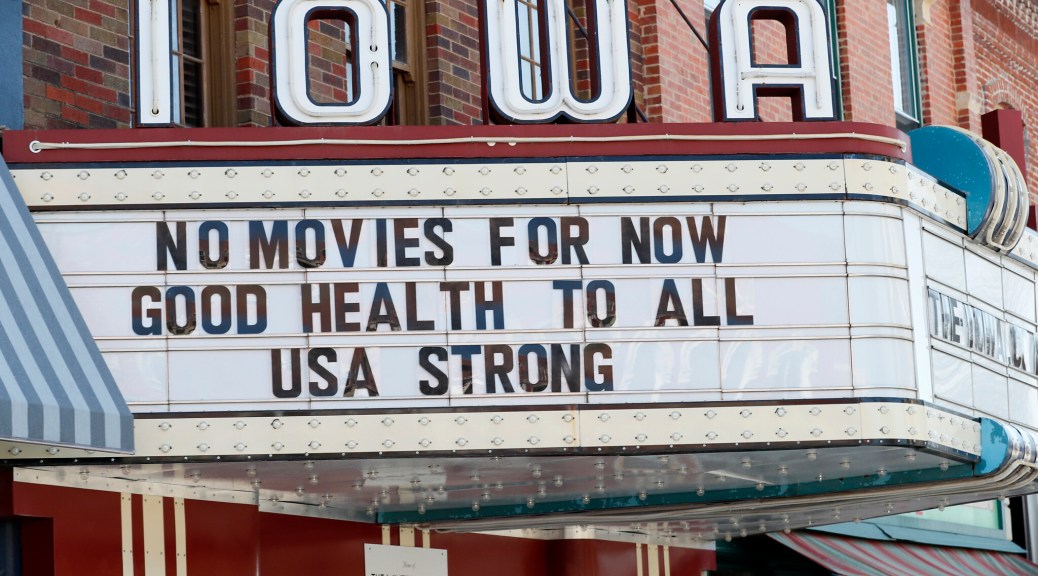 IOWA
NO MOVIES FOR NOW
GOOD HEALTH TO ALL
USA STRONG